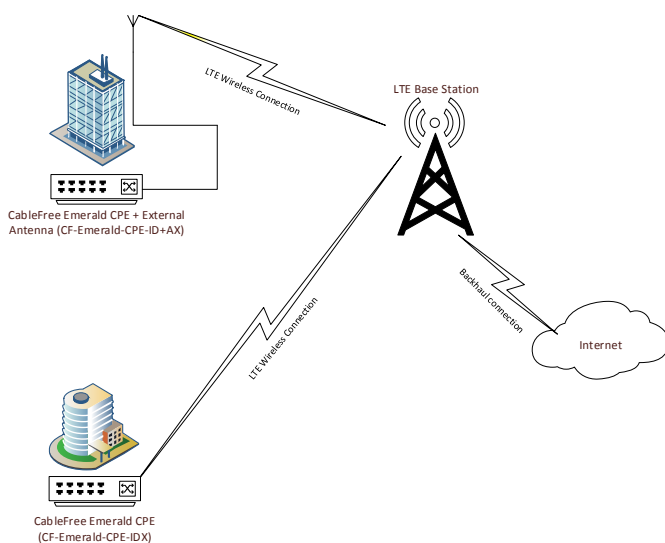 LTE Wireless Connection
LTE Base Station
CableFree Emerald CPE + External
Antenna (CF-Emerald-CPE-ID+AX)
Backhaul connection
LTE Wireless Connection
Internet
CableFree Emerald CPE
(CF-Emerald-CPE-IDX)